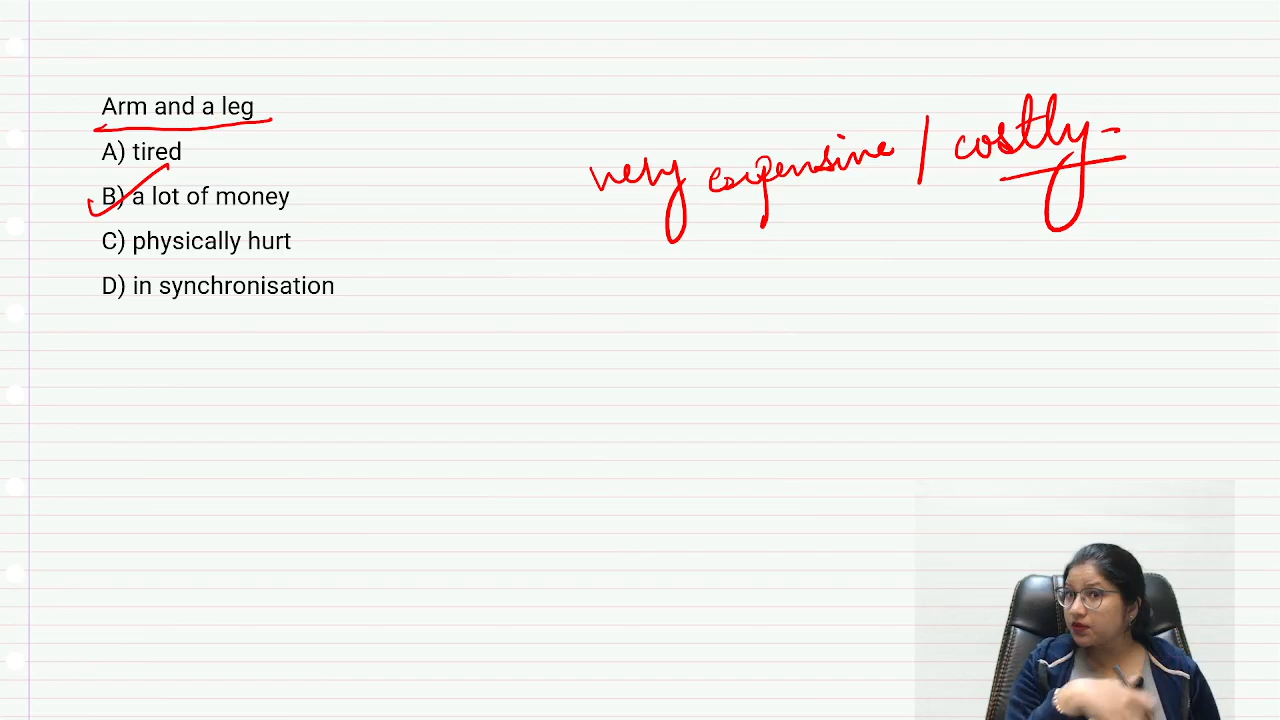 Arm and a leg
A) tired
B) a lot of money
C) physically hurt
D) in synchronisation
very expensive / costly-